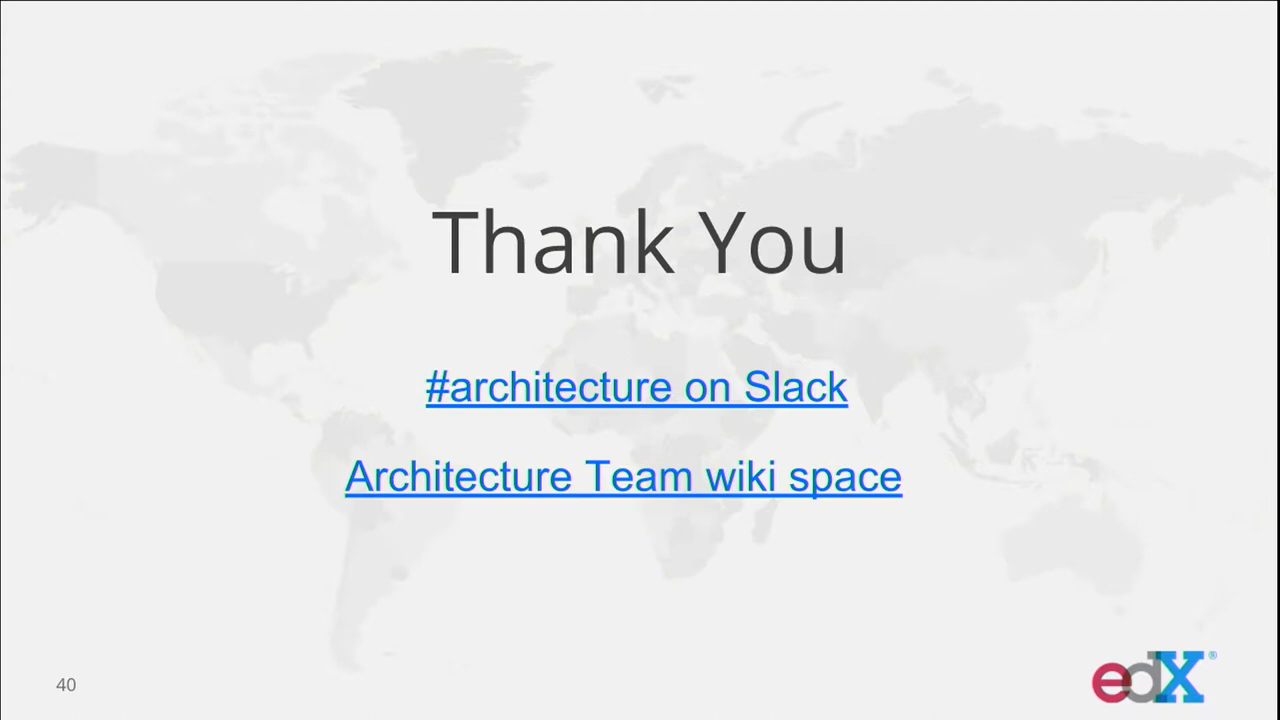 Thank You
#architecture on Slack
Architecture Team wiki space
40
edX®